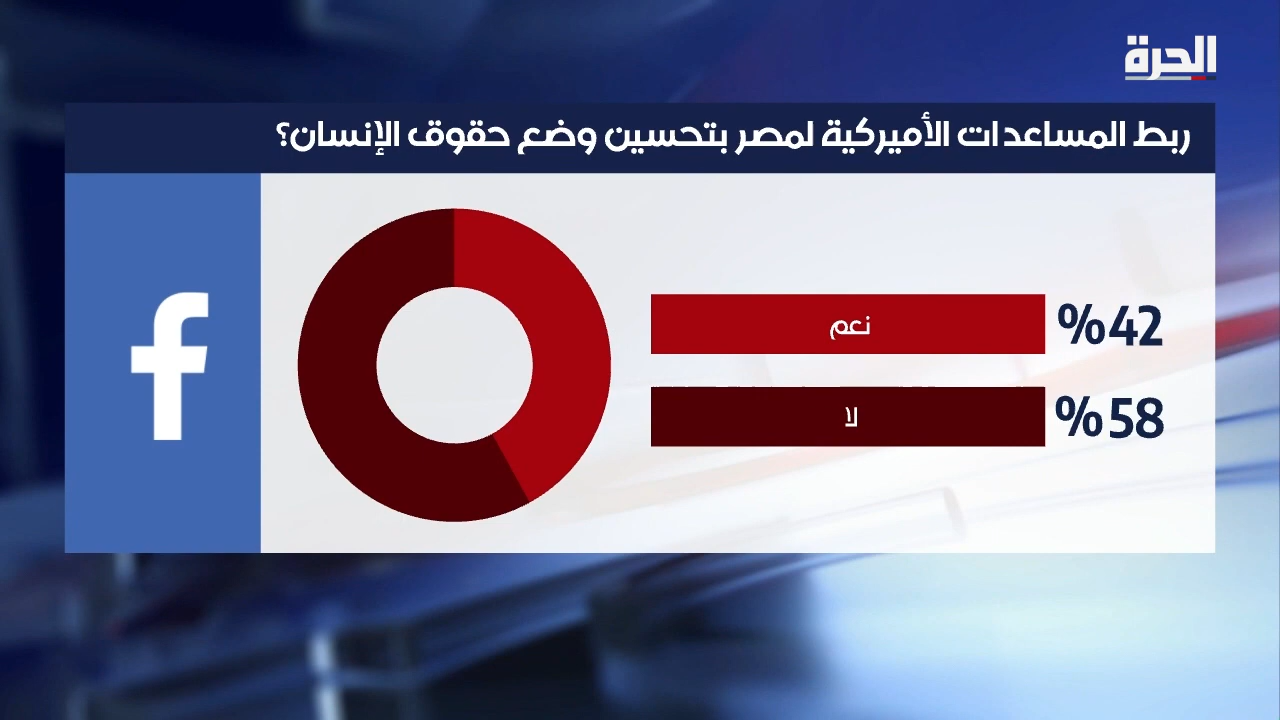 الحرة
ربط المساعدات الأميركية لمصر بتحسين وضع حقوق الإنسان؟
نعم %42
لا %58